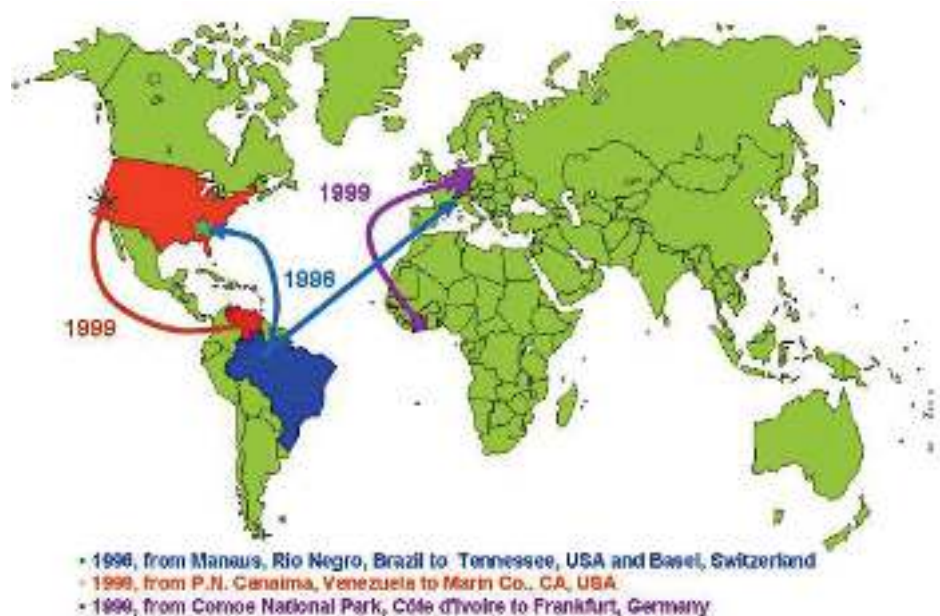 1999
1996
1999
• 1996, from Manaus, Rio Negro, Brazil to Tennessee, USA and Basel, Switzerland
• 1999, from P.N. Canaima, Venezuela to Marin Co., CA, USA
• 1999, from Comoe National Park, Côte d'Ivoire to Frankfurt, Germany